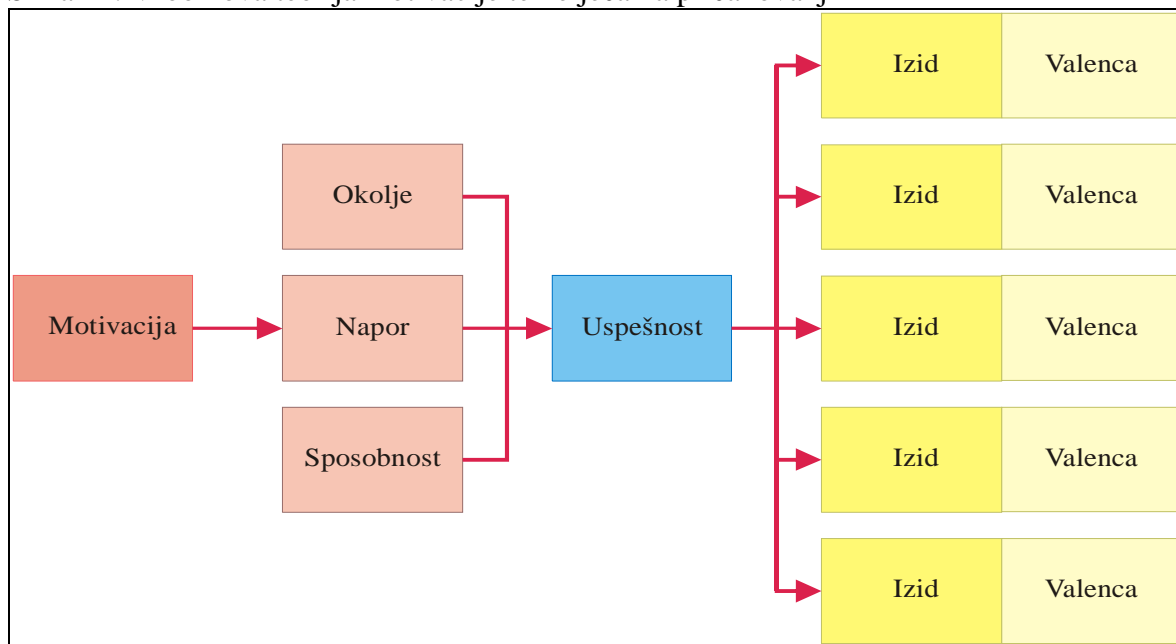 Izid Valenca
Okolje Izid Valenca
Motivacija Napor Uspešnost Izid Valenca
Sposobnost Izid Valenca
Izid Valenca